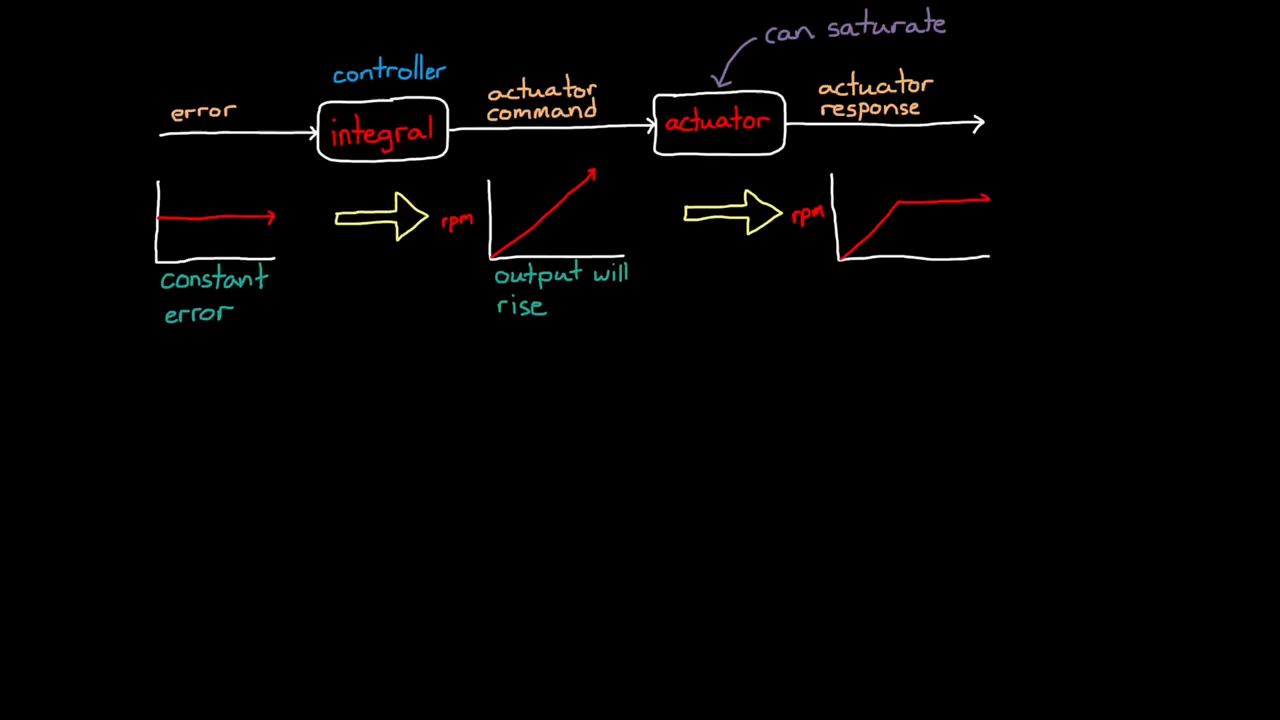 can saturate
controller
actuator
command
actuator
response
error
integral
actuator
rpm
rpm
constant
error
output will
rise